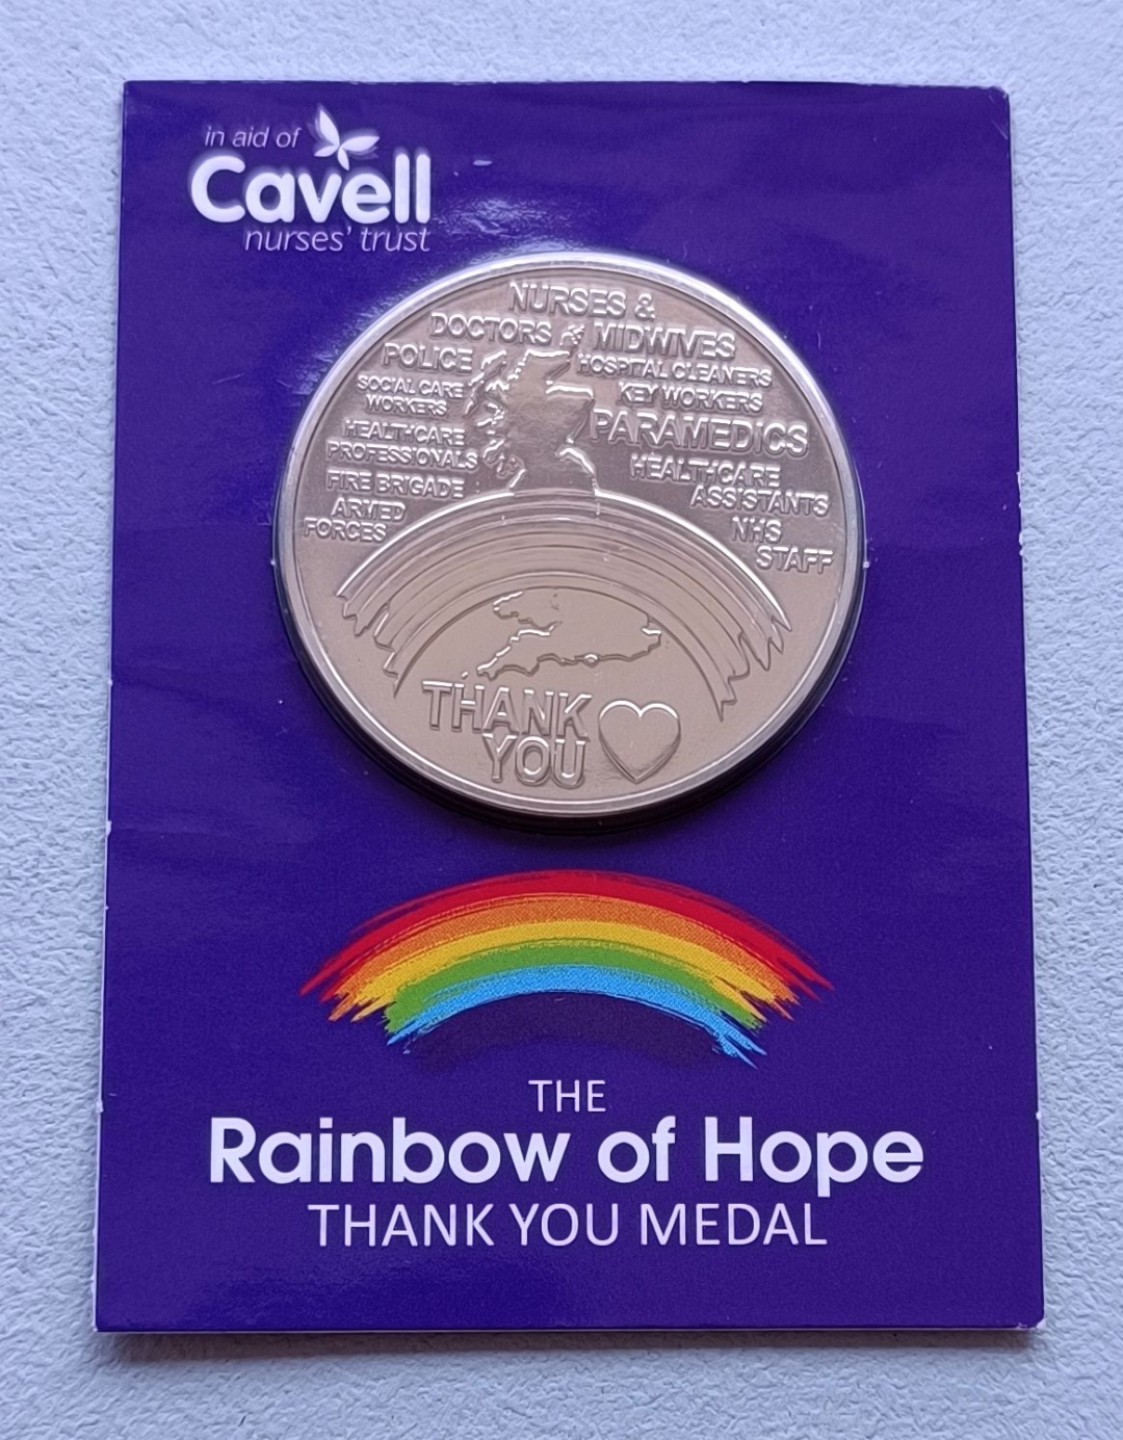 in aid of
Cavell
nurses' trust
NURSES &
DOCTORS & MIDWIVES
POLICE
HOSPITAL CLEANERS
SOCIAL CARE
WORKERS
KEY WORKERS
PARAMEDICS
HEALTHCARE
PROFESSIONALS
HEALTHCARE
ASSISTANTS
FIRE BRIGADE
ARMED
FORCES
NHS
STAFF
THANK
YOU
THE
Rainbow of Hope
THANK YOU MEDAL